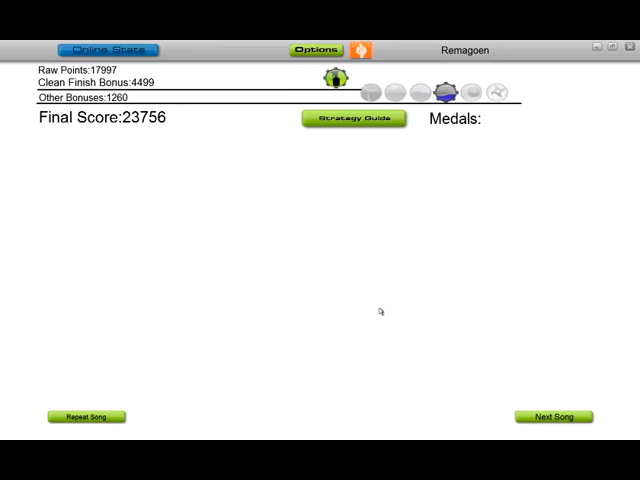 Online Stats
Options
Remagoen
Raw Points:17997
Clean Finish Bonus:4499
Other Bonuses:1260
Final Score:23756
Strategy Guide
Medals:
Repeat Song
Next Song